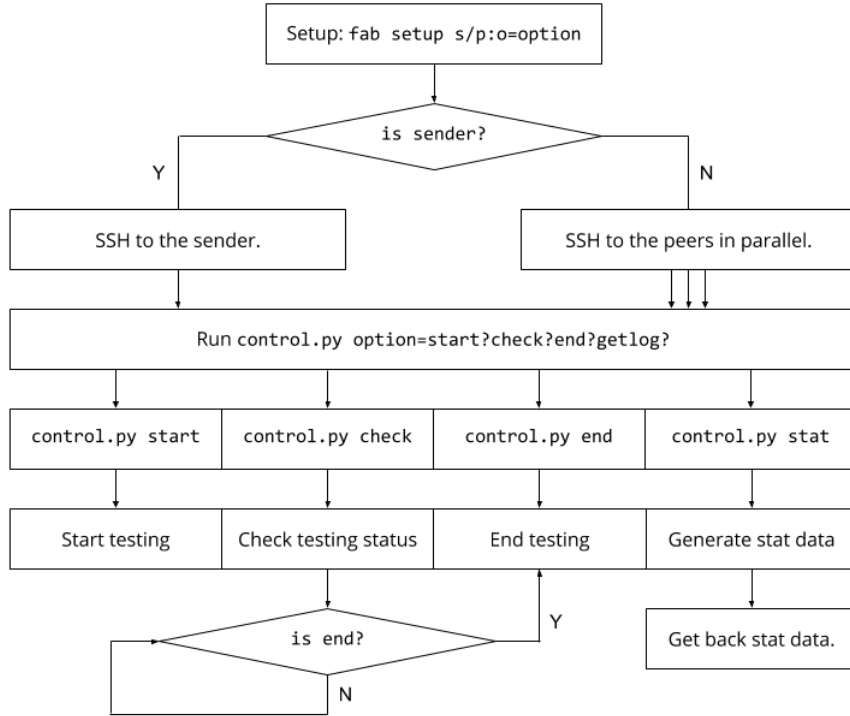 Setup: fab setup s/p:o=option
is sender?
Y
N
SSH to the sender.
SSH to the peers in parallel.
Run control.py option=start?check?end?getlog?
control.py start
control.py check
control.py end
control.py stat
Start testing
Check testing status
End testing
Generate stat data
is end?
Y
Get back stat data.
N